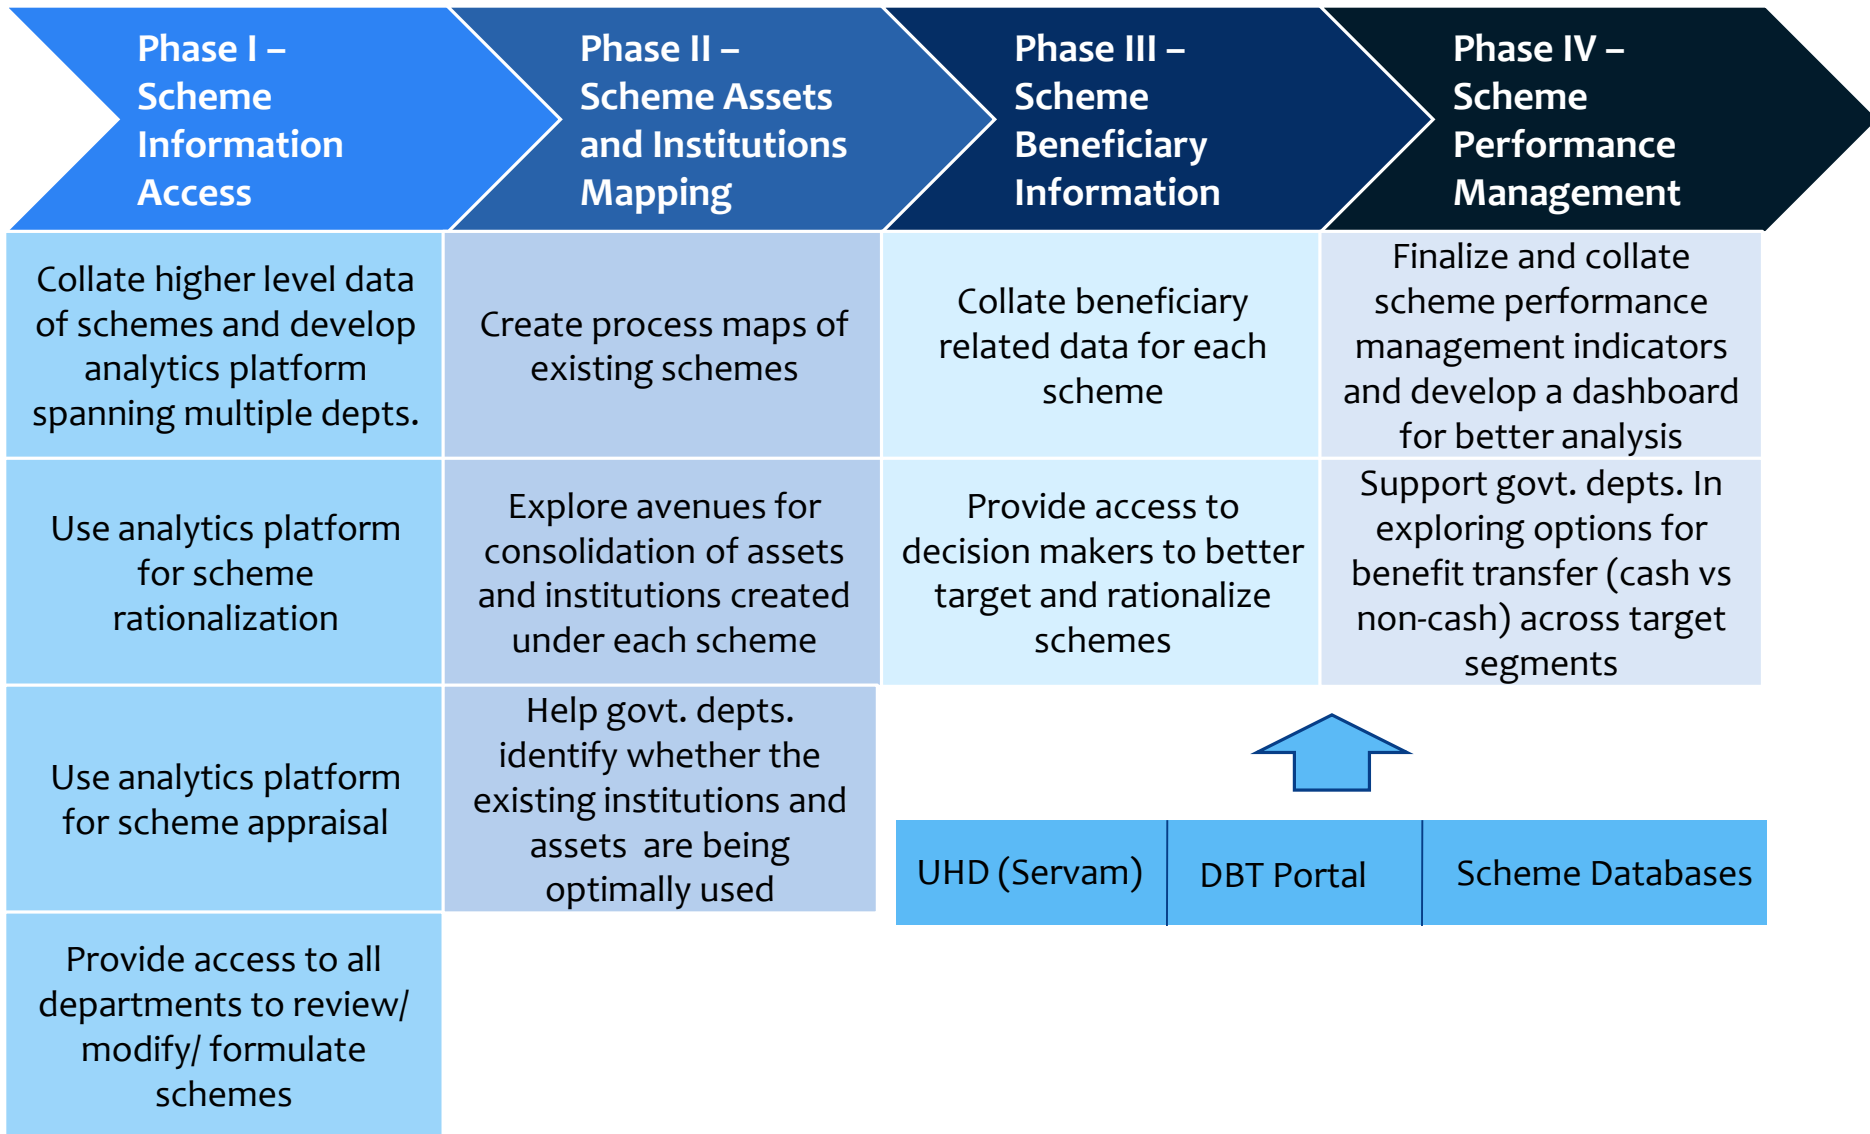 Phase I –
Scheme
Information
Access
Phase II –
Scheme Assets
and Institutions
Mapping
Phase III –
Scheme
Beneficiary
Information
Phase IV –
Scheme
Performance
Management
Collate higher level data
of schemes and develop
analytics platform
spanning multiple depts.
Create process maps of
existing schemes
Collate beneficiary
related data for each
scheme
Finalize and collate
scheme performance
management indicators
and develop a dashboard
for better analysis
Use analytics platform
for scheme
rationalization
Explore avenues for
consolidation of assets
and institutions created
under each scheme
Provide access to
decision makers to better
target and rationalize
schemes
Support govt. depts. In
exploring options for
benefit transfer (cash vs
non-cash) across target
segments
Use analytics platform
for scheme appraisal
Help govt. depts.
identify whether the
existing institutions and
assets  are being
optimally used
UHD (Servam)
DBT Portal
Scheme Databases
Provide access to all
departments to review/
modify/ formulate
schemes